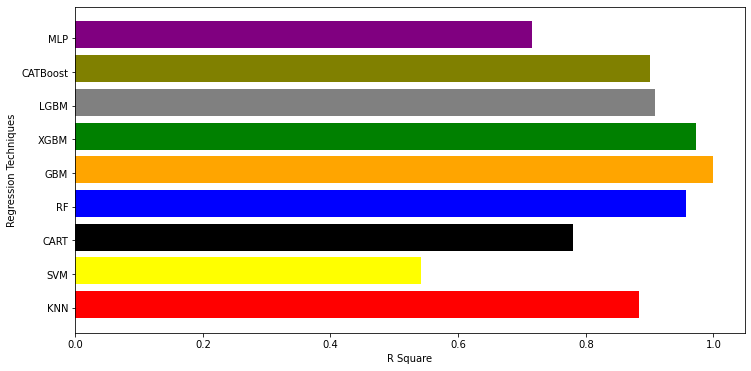 Regression Techniques
MLP
CATBoost
LGBM
XGBM
GBM
RF
CART
SVM
KNN
0.0 0.2 0.4 0.6 0.8 1.0
R Square